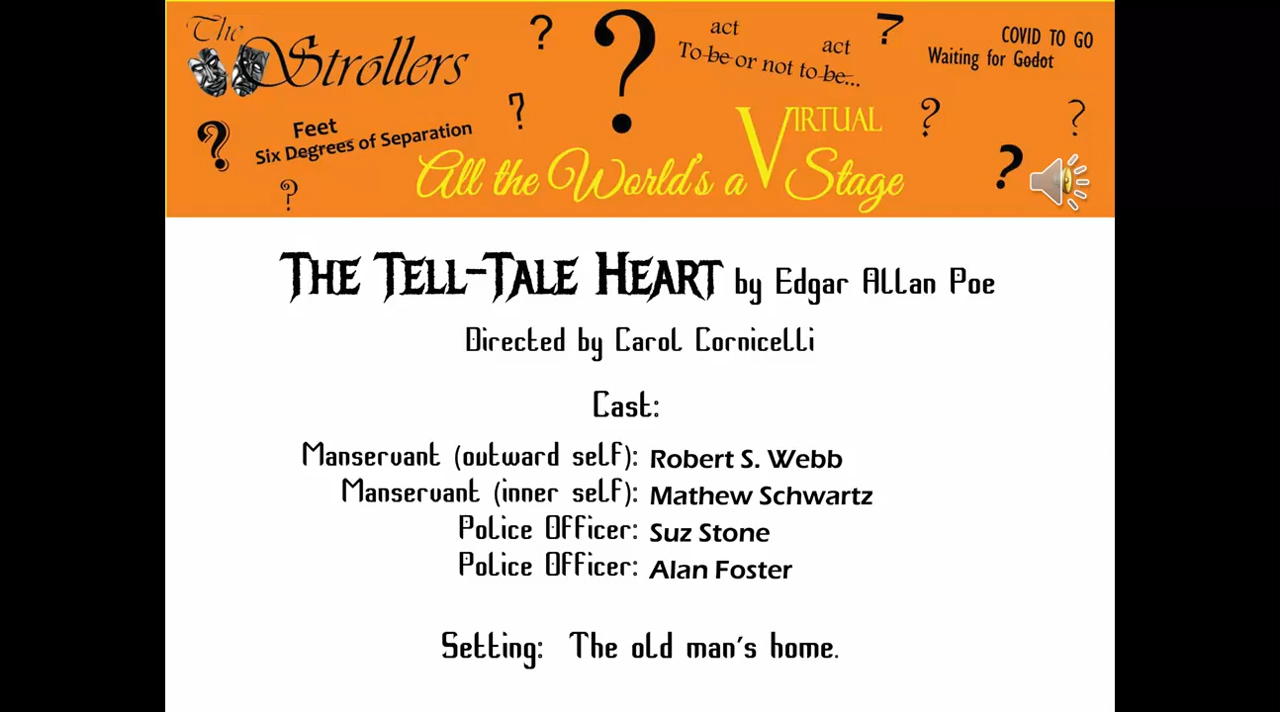 The
Strollers
?
?
act
To be or not to be...
act
?
COVID TO GO
Waiting for Godot
?
Feet
Six Degrees of Separation
?
?
?
?
?
All the World's a Virtual Stage
The Tell-Tale Heart by Edgar Allan Poe
Directed by Carol Cornicelli
Cast:
Manservant (outward self): Robert S. Webb
Manservant (inner self): Mathew Schwartz
Police Officer: Suz Stone
Police Officer: Alan Foster
Setting: The old man's home.